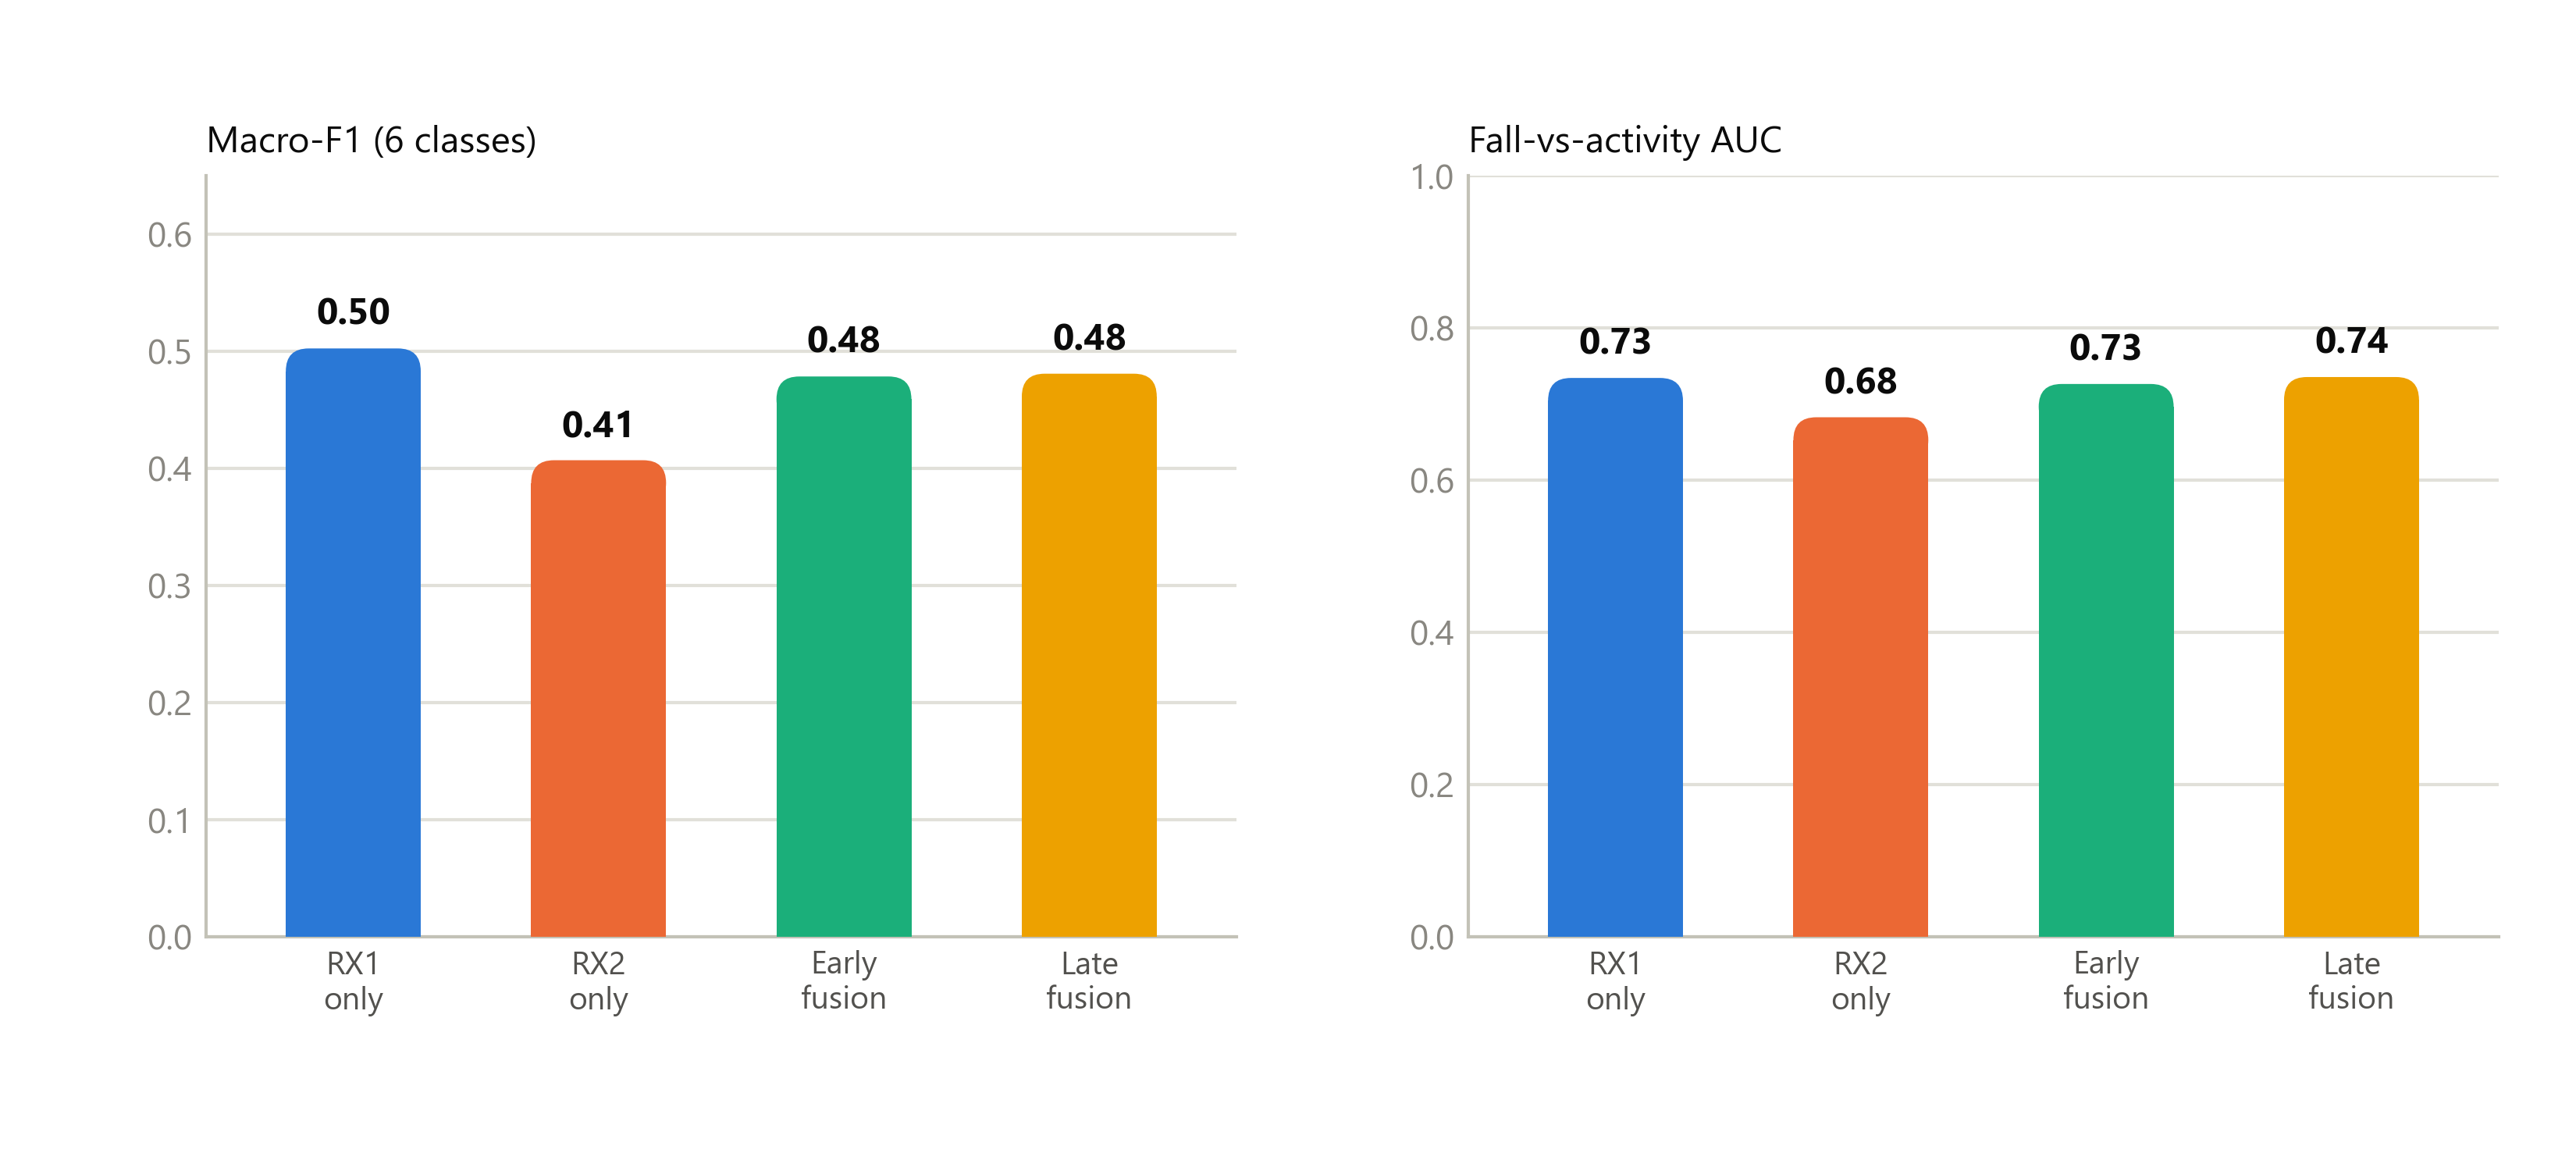 Macro-F1 (6 classes)
0.6
0.5
0.4
0.3
0.2
0.1
0.0
0.50
0.41
0.48
0.48
RX1
only
RX2
only
Early
fusion
Late
fusion
Fall-vs-activity AUC
1.0
0.8
0.6
0.4
0.2
0.0
0.73
0.68
0.73
0.74
RX1
only
RX2
only
Early
fusion
Late
fusion